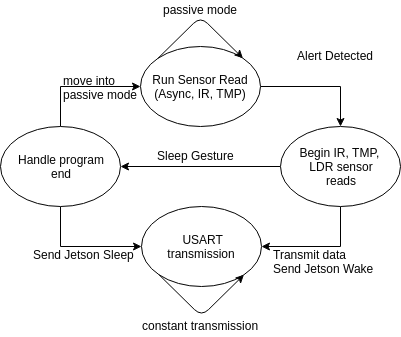 passive mode
Run Sensor Read
(Async, IR, TMP)
Alert Detected
move into
passive mode
Handle program
end
Sleep Gesture
Begin IR, TMP,
LDR sensor
reads
USART
transmission
Send Jetson Sleep
Transmit data
Send Jetson Wake
constant transmission